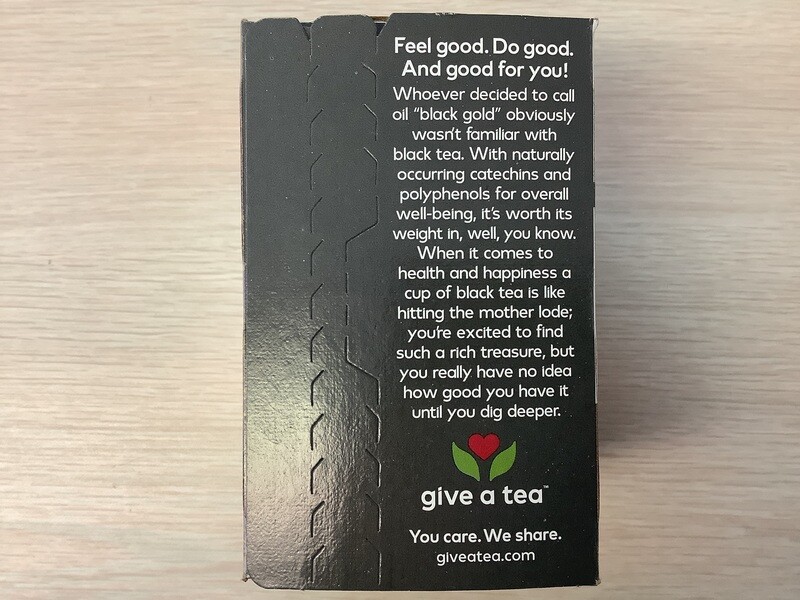 Feel good. Do good.
And good for you!
Whoever decided to call
oil “black gold” obviously
wasn't familiar with
black tea. With naturally
occurring catechins and
polyphenols for overall
well-being, it's worth its
weight in, well, you know.
When it comes to
health and happiness a
cup of black tea is like
hitting the mother lode;
you're excited to find
such a rich treasure, but
you really have no idea
how good you have it
until you dig deeper.
give a tea™
You care. We share.
giveatea.com